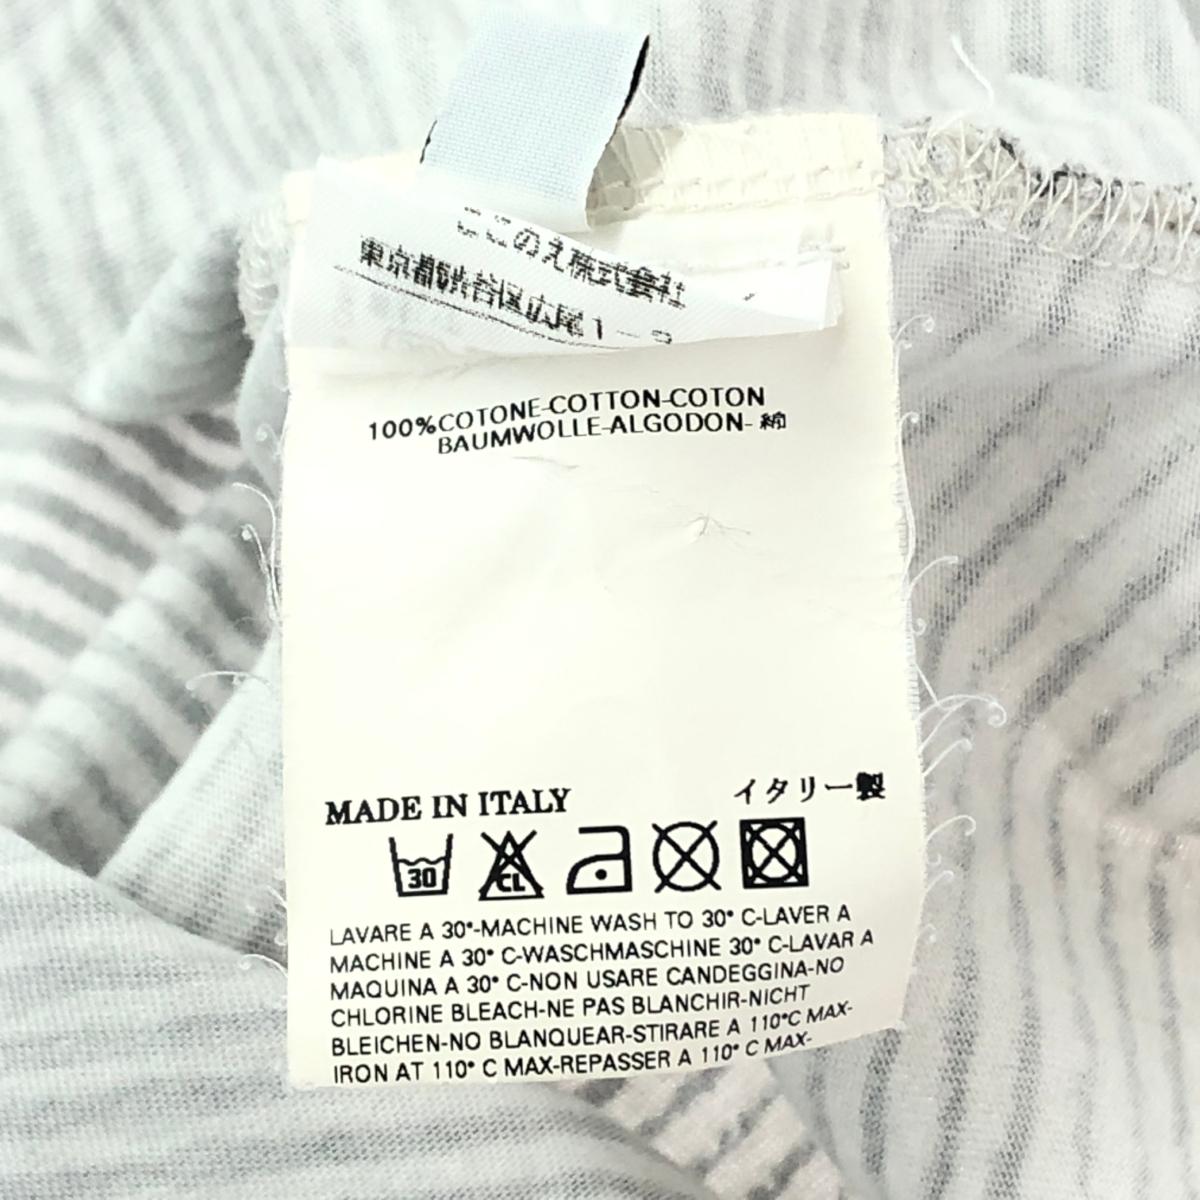 ここのえ株式会社
東京都渋谷区広尾1-
100%COTONE-COTTON-COTON
BAUMWOLLE-ALGODON-綿
MADE IN ITALY イタリー製
30 CL
LAVARE A 30°-MACHINE WASH TO 30° C-LAVER A
MACHINE A 30° C-WASCHMASCHINE 30° C-LAVAR A
MAQUINA A 30° C-NON USARE CANDEGGINA-NO
CHLORINE BLEACH-NE PAS BLANCHIR-NICHT
BLEICHEN-NO BLANQUEAR-STIRARE A 110°C MAX-
IRON AT 110° C MAX-REPASSER A 110° C MAX-